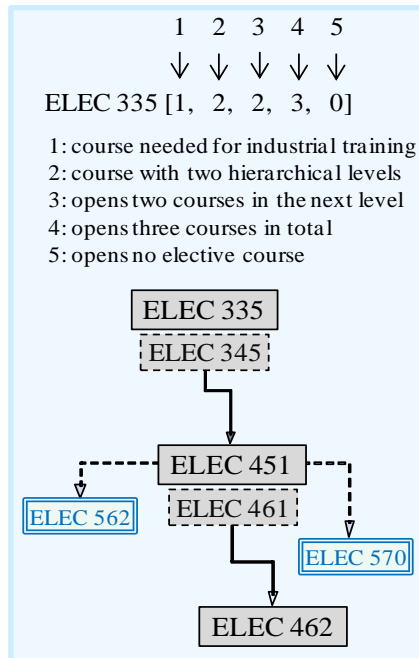 1 2 3 4 5
ELEC 335 [1, 2, 2, 3, 0]
1: course needed for industrial training
2: course with two hierarchical levels
3: opens two courses in the next level
4: opens three courses in total
5: opens no elective course
ELEC 335
ELEC 345
ELEC 451
ELEC 562
ELEC 461
ELEC 570
ELEC 462